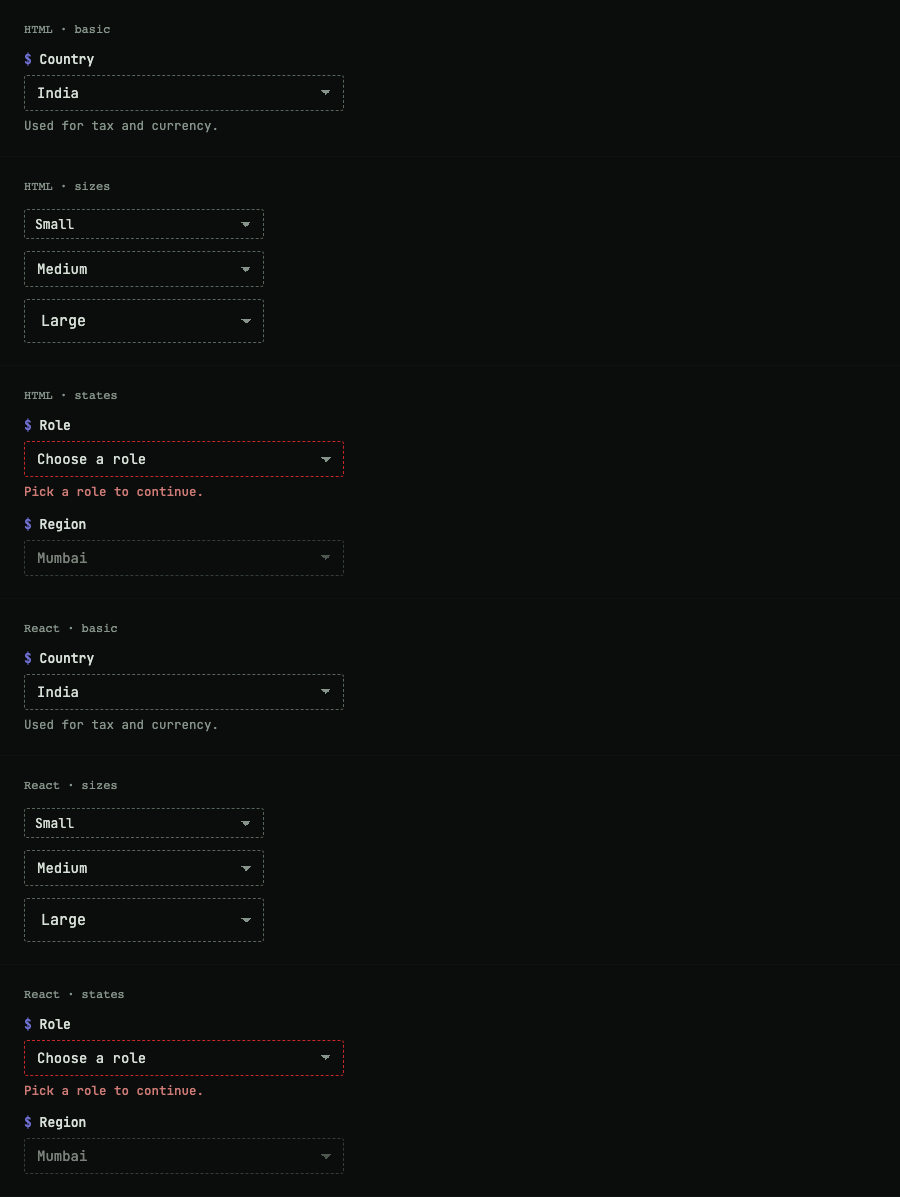 HTML · basic
$ Country
India
Used for tax and currency.
HTML · sizes
Small
Medium
Large
HTML · states
$ Role
Choose a role
Pick a role to continue.
$ Region
Mumbai
React · basic
$ Country
India
Used for tax and currency.
React · sizes
Small
Medium
Large
React · states
$ Role
Choose a role
Pick a role to continue.
$ Region
Mumbai